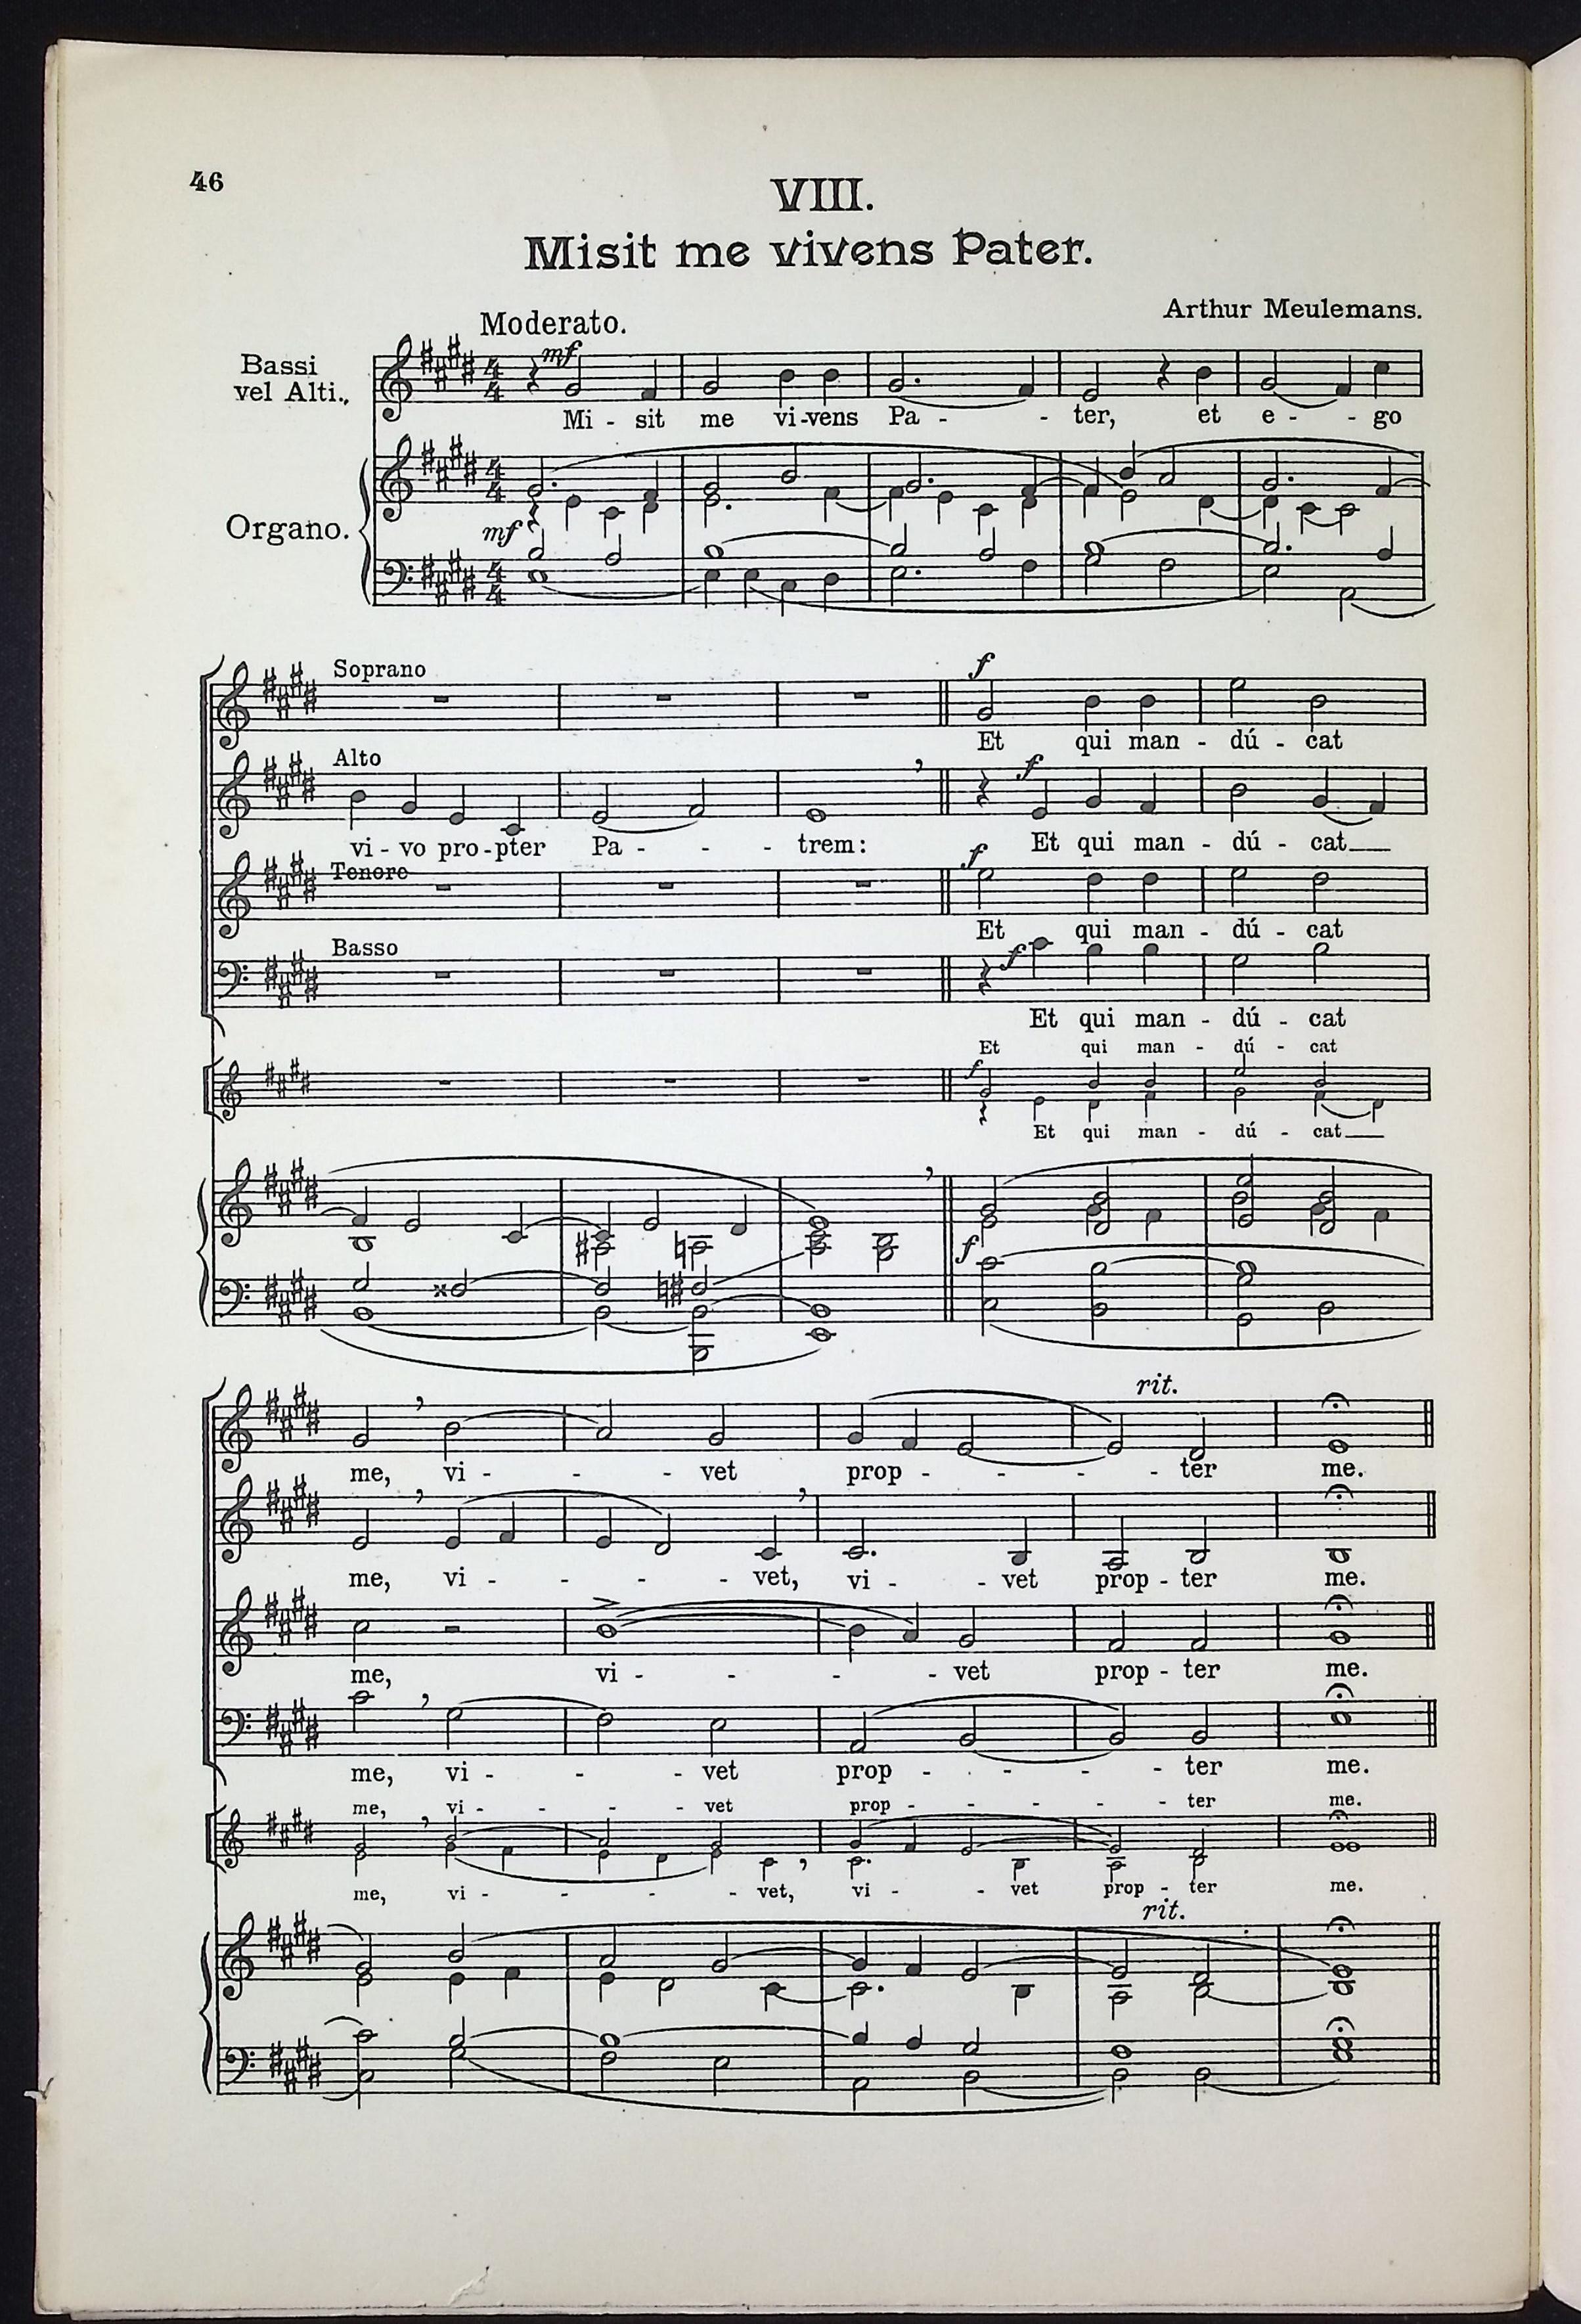 46
VIII.
Misit me vivens Pater.
Moderato.
Arthur Meulemans.
Bassi
vel Alti.,
mf
Mi - sit me vi-vens Pa - - ter, et e - - go
Organo.
mf
Soprano
f
Et qui man - dú - cat
Alto
f
vi - vo pro - pter Pa - - - trem: Et qui man - dú - cat
Tenore
f
Et qui man - dú - cat
Basso
f
Et qui man - dú - cat
Et qui man - dú - cat
f
Et qui man - dú - cat
f
rit.
me, vi - - - vet prop - - - - ter me.
me, vi - - - vet, vi - - vet prop - ter me.
me, vi - - - - vet prop - ter me.
me, vi - - - vet prop - - - - ter me.
me, vi - - - vet prop - - - - ter me.
me, vi - - - - vet, vi - - vet prop - ter me.
rit.